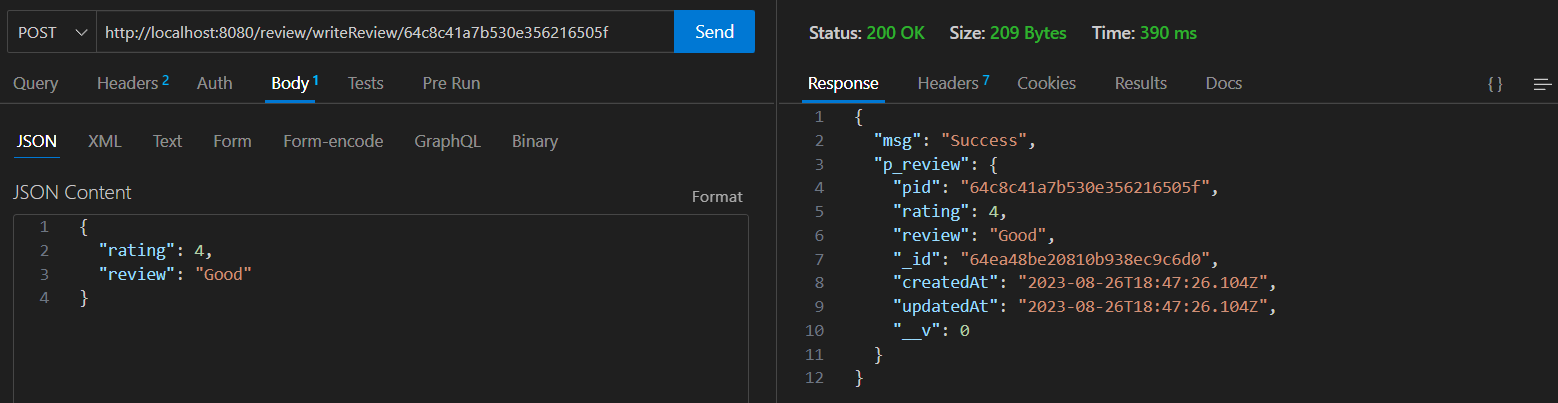 POST http://localhost:8080/review/writeReview/64c8c41a7b530e356216505f Send
Query Headers 2 Auth Body 1 Tests Pre Run
JSON XML Text Form Form-encode GraphQL Binary
JSON Content Format
1 {
2 "rating": 4,
3 "review": "Good"
4 }
Status: 200 OK Size: 209 Bytes Time: 390 ms
Response Headers 7 Cookies Results Docs {}
1 {
2 "msg": "Success",
3 "p_review": {
4 "pid": "64c8c41a7b530e356216505f",
5 "rating": 4,
6 "review": "Good",
7 "_id": "64ea48be20810b938ec9c6d0",
8 "createdAt": "2023-08-26T18:47:26.104Z",
9 "updatedAt": "2023-08-26T18:47:26.104Z",
10 "__v": 0
11 }
12 }